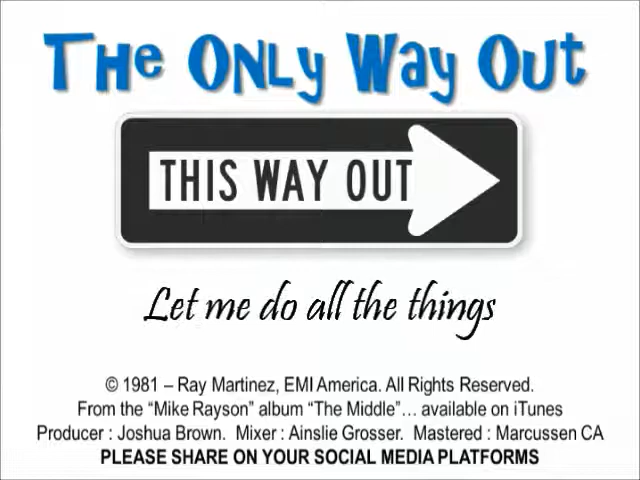 The Only Way Out
THIS WAY OUT
Let me do all the things
© 1981 – Ray Martinez, EMI America. All Rights Reserved.
From the “Mike Rayson” album “The Middle”… available on iTunes
Producer : Joshua Brown. Mixer : Ainslie Grosser. Mastered : Marcussen CA
PLEASE SHARE ON YOUR SOCIAL MEDIA PLATFORMS